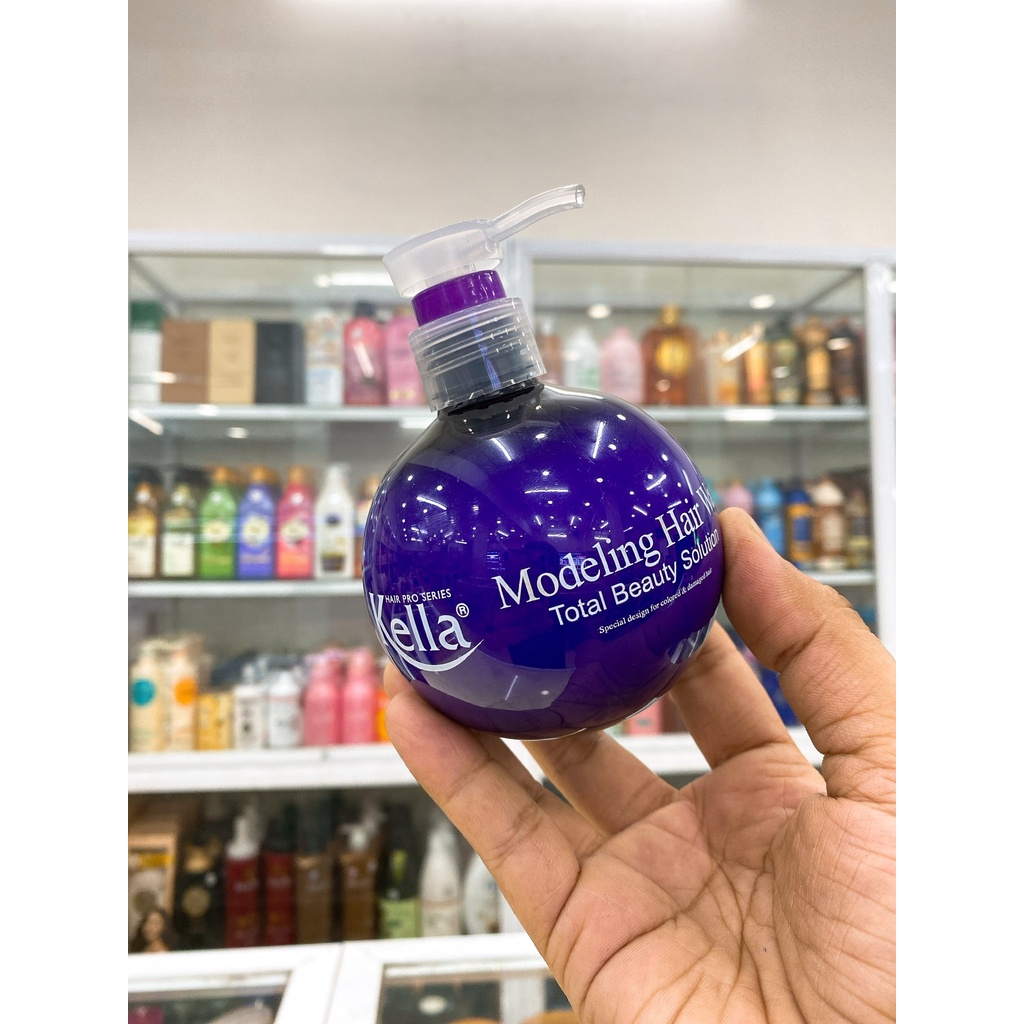 HAIR PRO SERIES
Kella®
Modeling Hair
Total Beauty Solution
Special design for colored & damaged hair